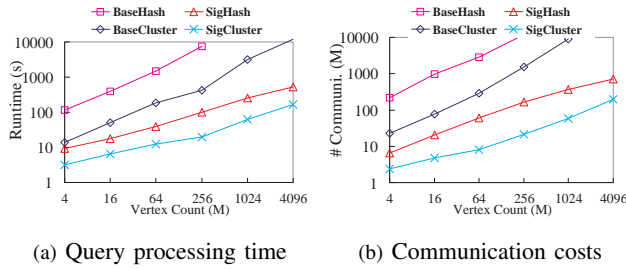 BaseHash SigHash
BaseCluster SigCluster
10000
1000
100
10
1
Runtime (s)
4 16 64 256 1024 4096
Vertex Count (M)
(a) Query processing time
BaseHash SigHash
BaseCluster SigCluster
10000
1000
100
10
1
# Communi. (M)
4 16 64 256 1024 4096
Vertex Count (M)
(b) Communication costs